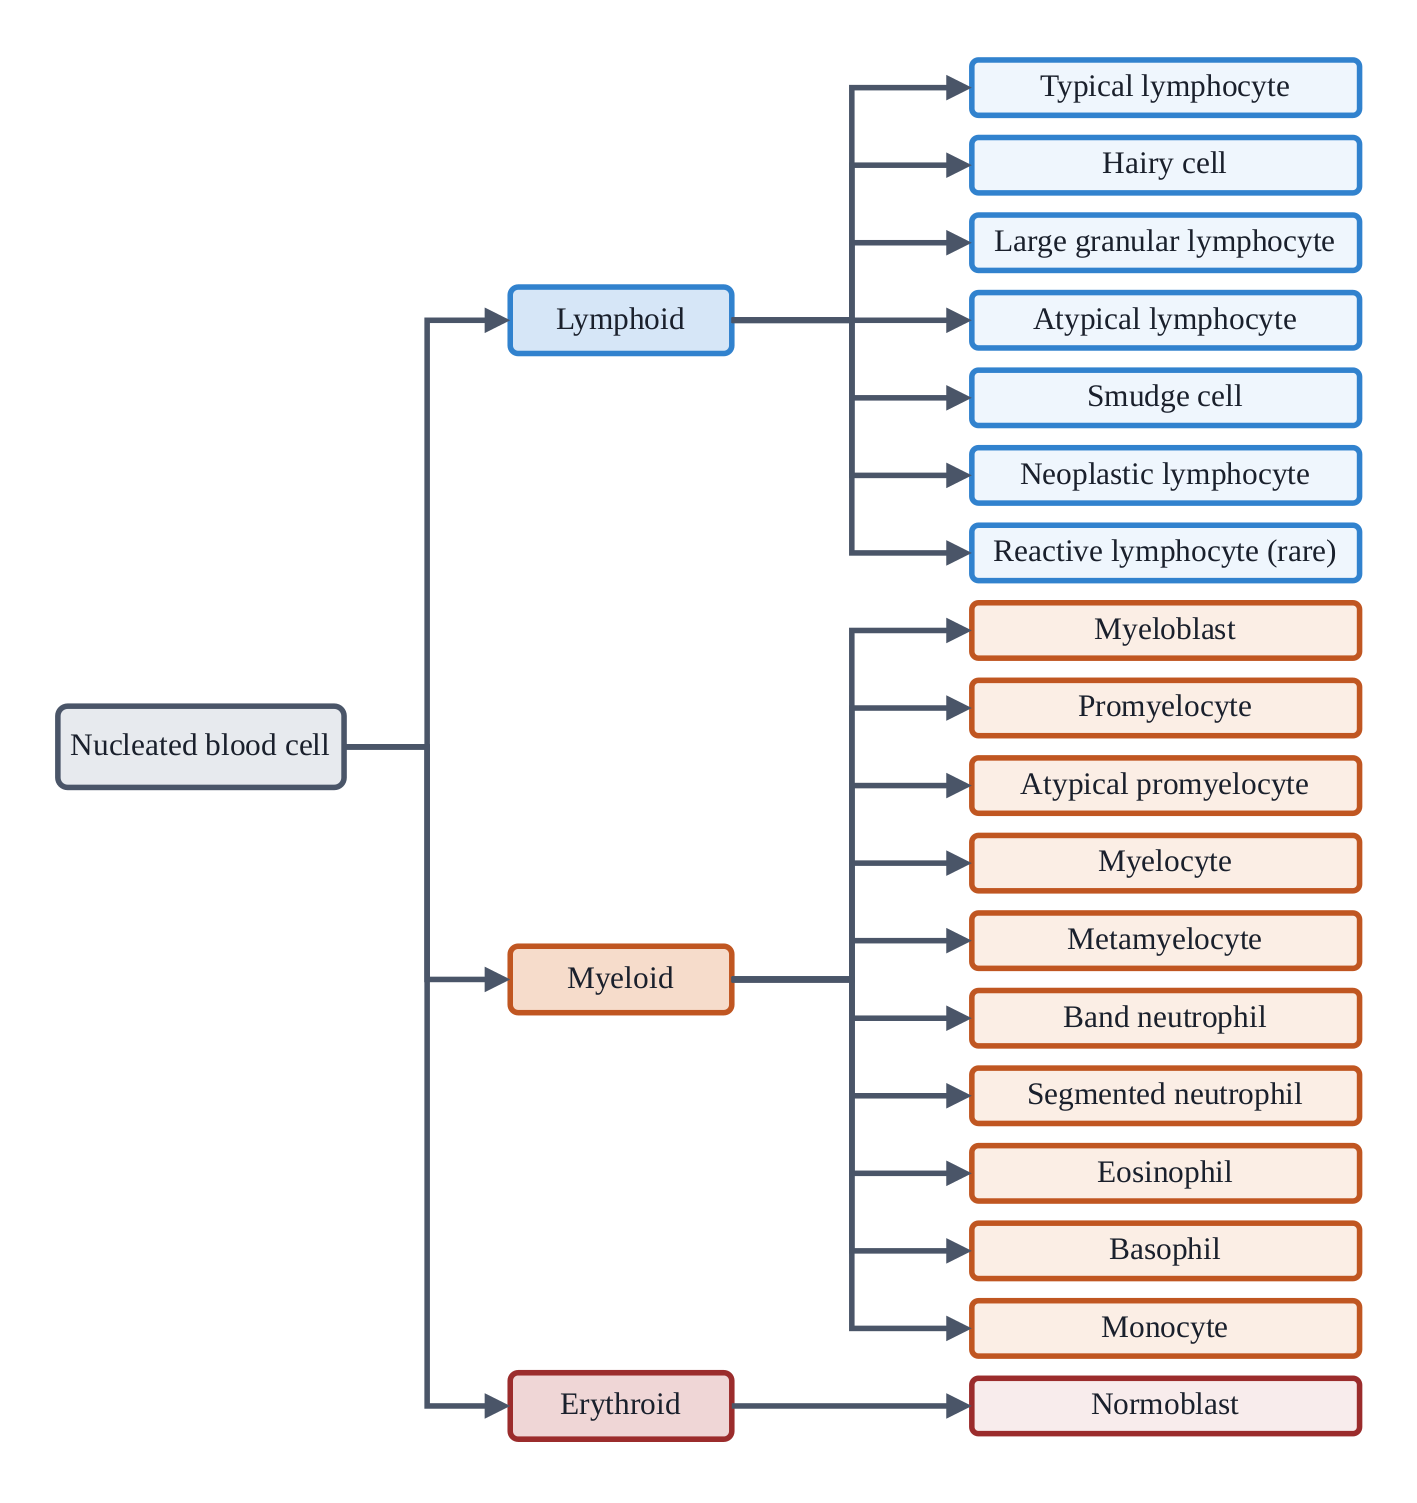 Nucleated blood cell
Lymphoid
Typical lymphocyte
Hairy cell
Large granular lymphocyte
Atypical lymphocyte
Smudge cell
Neoplastic lymphocyte
Reactive lymphocyte (rare)
Myeloid
Myeloblast
Promyelocyte
Atypical promyelocyte
Myelocyte
Metamyelocyte
Band neutrophil
Segmented neutrophil
Eosinophil
Basophil
Monocyte
Erythroid
Normoblast